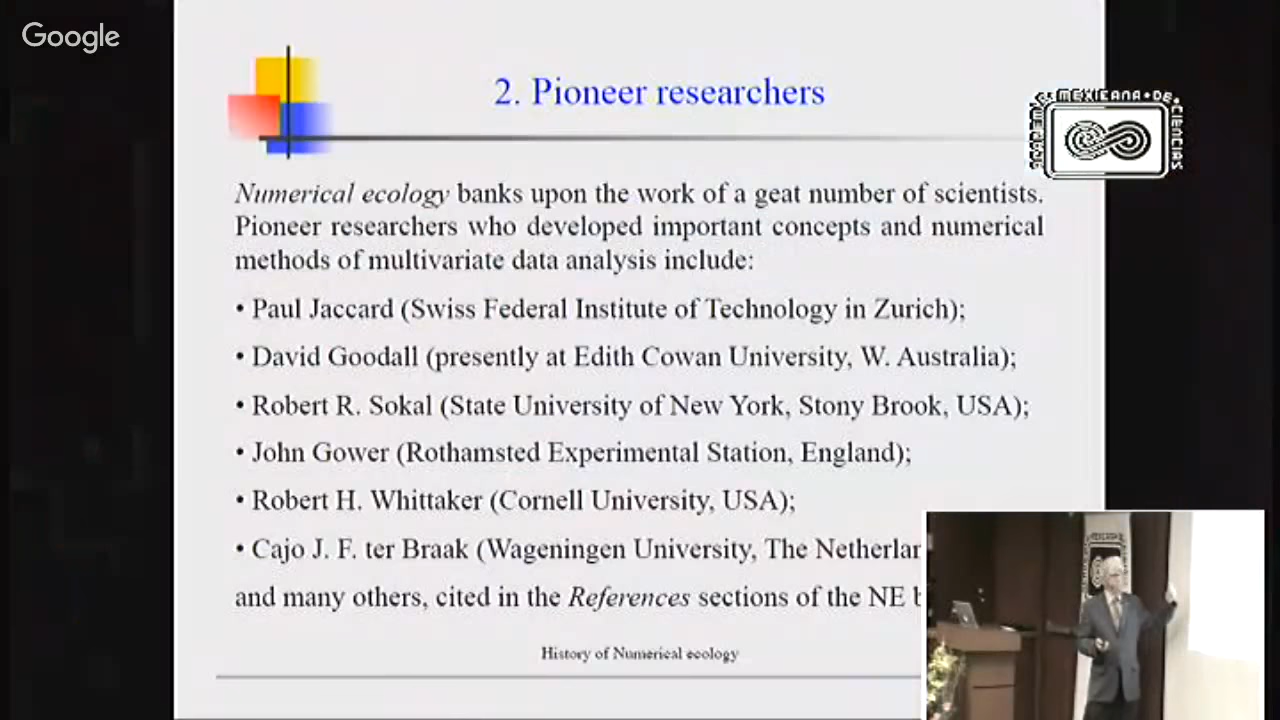 Google
2. Pioneer researchers
ACADEMIA MEXICANA DE CIENCIAS
Numerical ecology banks upon the work of a geat number of scientists.
Pioneer researchers who developed important concepts and numerical
methods of multivariate data analysis include:
• Paul Jaccard (Swiss Federal Institute of Technology in Zurich);
• David Goodall (presently at Edith Cowan University, W. Australia);
• Robert R. Sokal (State University of New York, Stony Brook, USA);
• John Gower (Rothamsted Experimental Station, England);
• Robert H. Whittaker (Cornell University, USA);
• Cajo J. F. ter Braak (Wageningen University, The Netherlan
and many others, cited in the References sections of the NE b
History of Numerical ecology